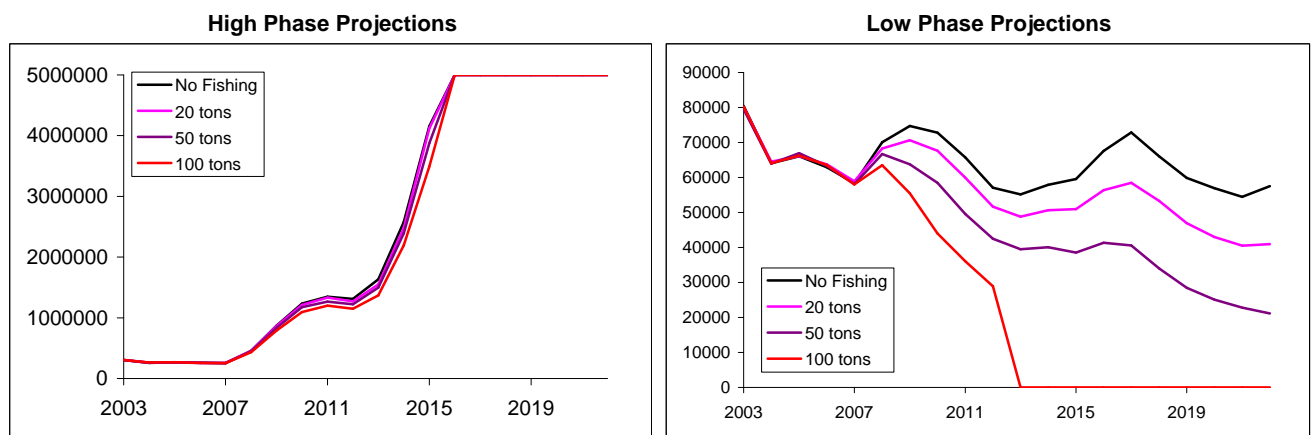 High Phase Projections
5000000
4000000
3000000
2000000
1000000
0
2003 2007 2011 2015 2019
No Fishing
20 tons
50 tons
100 tons
Low Phase Projections
90000
80000
70000
60000
50000
40000
30000
20000
10000
0
2003 2007 2011 2015 2019
No Fishing
20 tons
50 tons
100 tons